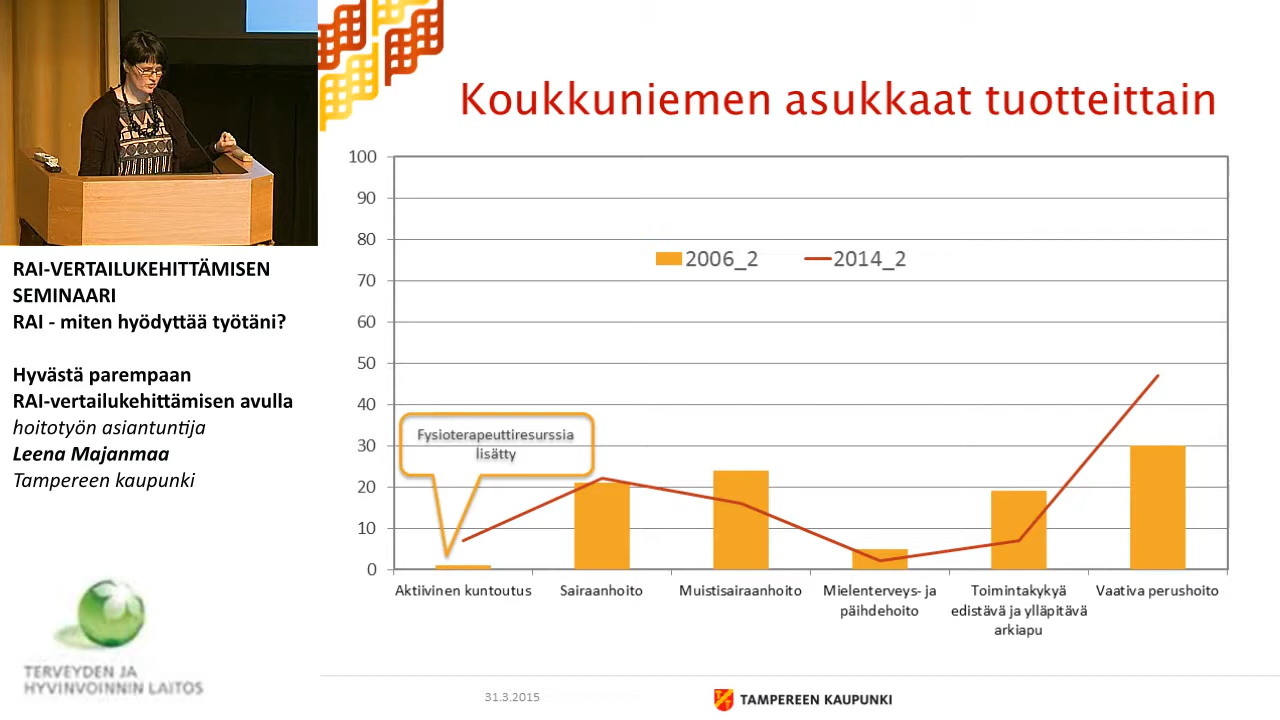 Koukkuniemen asukkaat tuotteittain
RAI-VERTAILUKEHITTÄMISEN
SEMINAARI
RAI - miten hyödyttää työtäni?
Hyvästä parempaan
RAI-vertailukehittämisen avulla
hoitotyön asiantuntija
Leena Majanmaa
Tampereen kaupunki
TERVEYDEN JA
HYVINVOINNIN LAITOS
100
90
80
70
60
50
40
30
20
10
0
2006_2 2014_2
Fysioterapeuttiresurssia
lisätty
Aktiivinen kuntoutus
Sairaanhoito
Muistisairaanhoito
Mielenterveys- ja
päihdehoito
Toimintakykyä
edistävä ja ylläpitävä
arkiapu
Vaativa perushoito
31.3.2015
TAMPEREEN KAUPUNKI